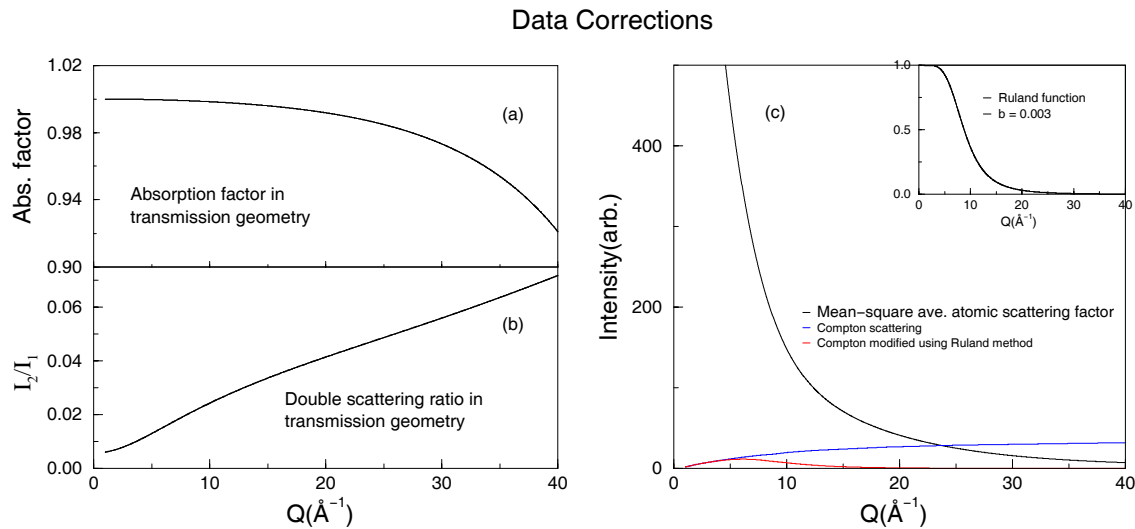 Data Corrections
1.02
0.98
0.94
0.90
Abs. factor
(a)
Absorption factor in
transmission geometry
0.06
0.04
0.02
0.00
I₂/I₁
(b)
Double scattering ratio in
transmission geometry
0 10 20 30 40
Q(Å⁻¹)
400
200
0
Intensity(arb.)
(c)
1.0
0.5
0.0
Ruland function
b = 0.003
0 10 20 30 40
Q(Å⁻¹)
Mean−square ave. atomic scattering factor
Compton scattering
Compton modified using Ruland method
0 10 20 30 40
Q(Å⁻¹)